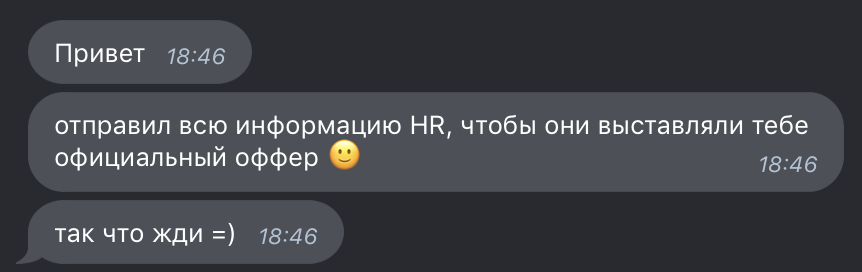 Привет 18:46
отправил всю информацию HR, чтобы они выставляли тебе
официальный оффер 🙂 18:46
так что жди =) 18:46